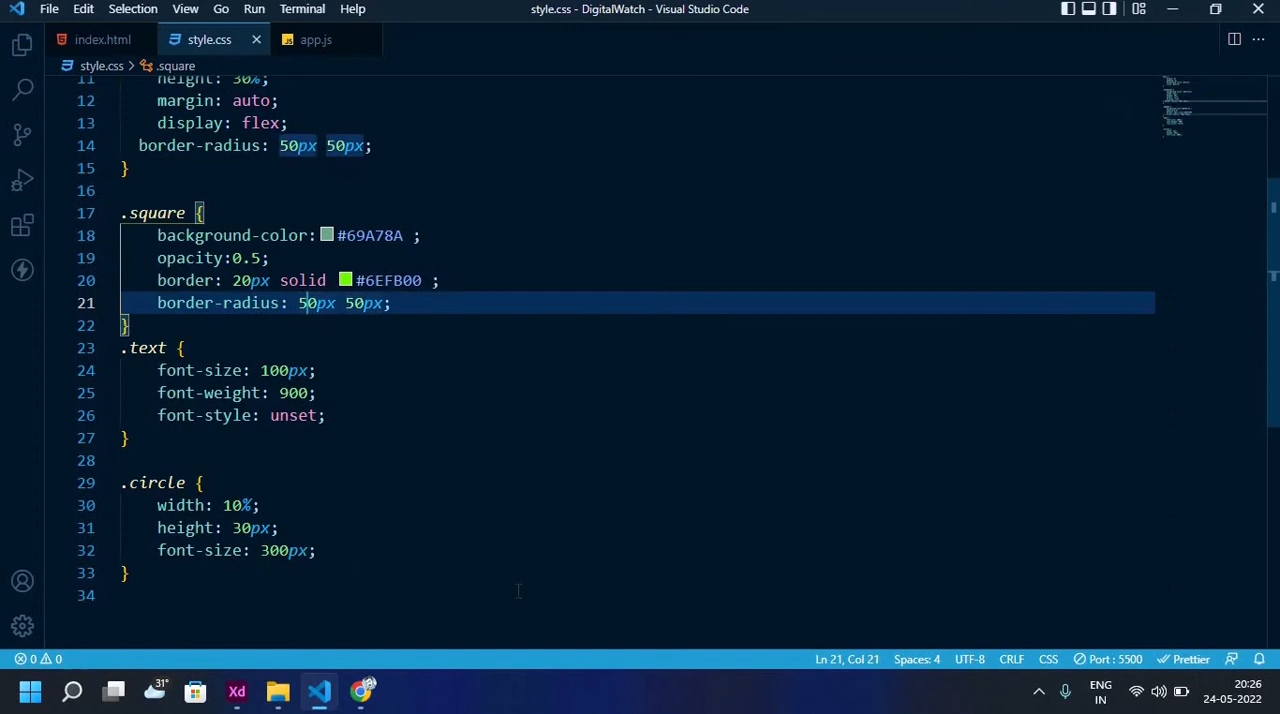 File Edit Selection View Go Run Terminal Help style.css - DigitalWatch - Visual Studio Code
index.html style.css app.js
style.css > .square
11 height: 30%;
12 margin: auto;
13 display: flex;
14 border-radius: 50px 50px;
15 }
16
17 .square {
18 background-color: #69A78A ;
19 opacity:0.5;
20 border: 20px solid #6EFB00 ;
21 border-radius: 50px 50px;
22 }
23 .text {
24 font-size: 100px;
25 font-weight: 900;
26 font-style: unset;
27 }
28
29 .circle {
30 width: 10%;
31 height: 30px;
32 font-size: 300px;
33 }
34
0 0 Ln 21, Col 21 Spaces: 4 UTF-8 CRLF CSS Port : 5500 Prettier
31° Xd ENG IN 20:26 24-05-2022